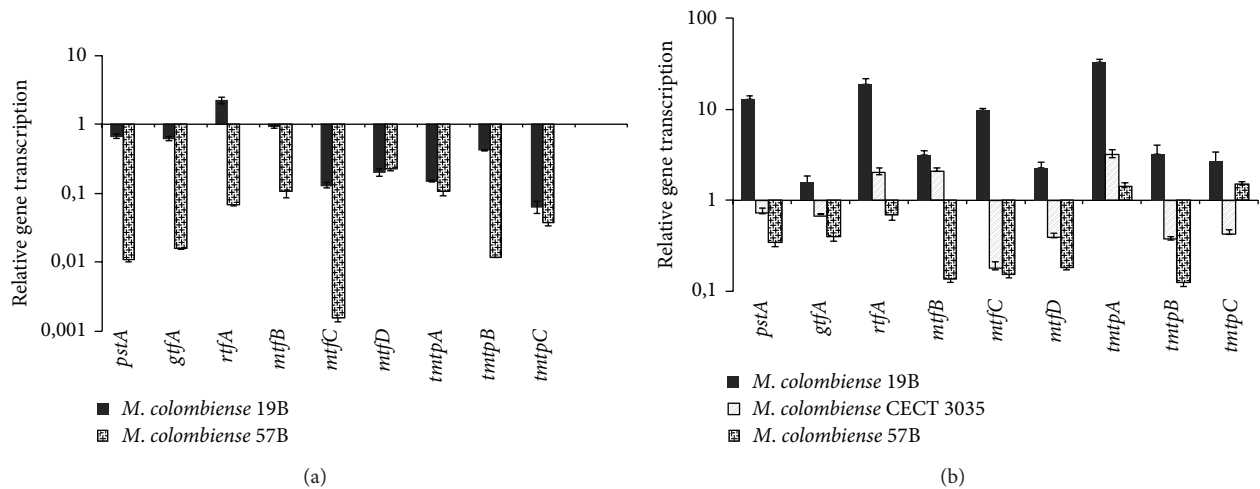 Relative gene transcription
10
1
0,1
0,01
0,001
pstA
gtfA
rtfA
mtfB
mtfC
mtfD
tmtpA
tmtpB
tmtpC
M. colombiense 19B
M. colombiense 57B
(a)
Relative gene transcription
100
10
1
0,1
pstA
gtfA
rtfA
mtfB
mtfC
mtfD
tmtpA
tmtpB
tmtpC
M. colombiense 19B
M. colombiense CECT 3035
M. colombiense 57B
(b)